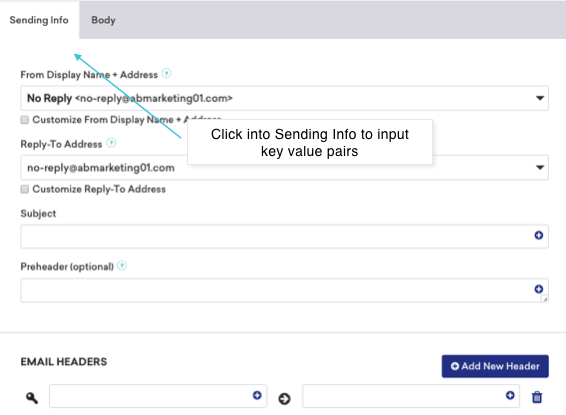 Sending Info Body
From Display Name + Address ?
No Reply <no-reply@abmarketing01.com>
Customize From Display Name + Address
Click into Sending Info to input
key value pairs
Reply-To Address ?
no-reply@abmarketing01.com
Customize Reply-To Address
Subject
Preheader (optional) ?
EMAIL HEADERS
Add New Header